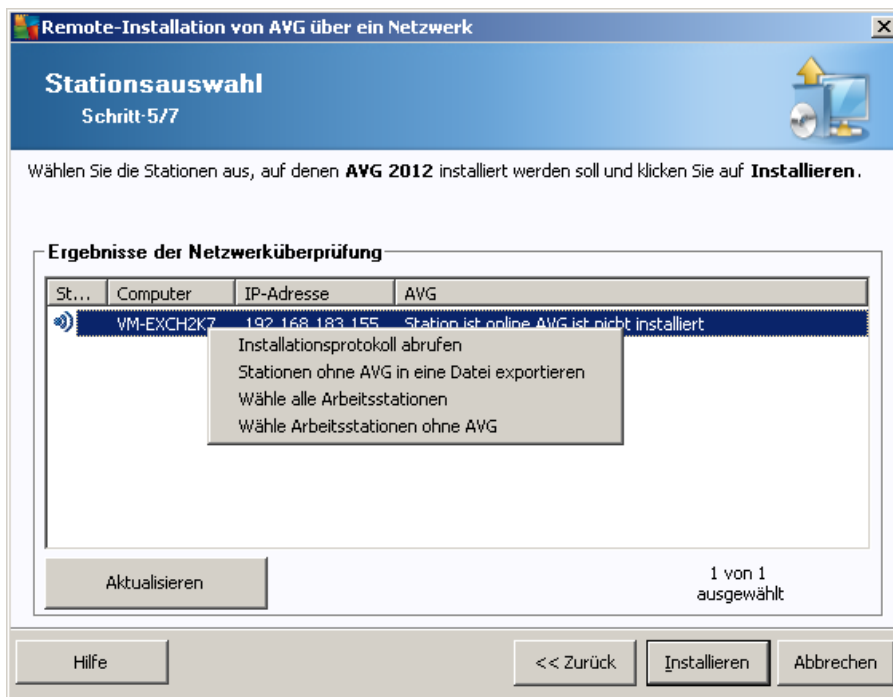 Remote-Installation von AVG über ein Netzwerk
Stationsauswahl
Schritt-5/7
Wählen Sie die Stationen aus, auf denen AVG 2012 installiert werden soll und klicken Sie auf Installieren.
Ergebnisse der Netzwerküberprüfung
St... Computer IP-Adresse AVG
VM-EXCH2K7 192.168.183.155 Station ist online AVG ist nicht installiert
Installationsprotokoll abrufen
Stationen ohne AVG in eine Datei exportieren
Wähle alle Arbeitsstationen
Wähle Arbeitsstationen ohne AVG
Aktualisieren
1 von 1
ausgewählt
Hilfe << Zurück Installieren Abbrechen